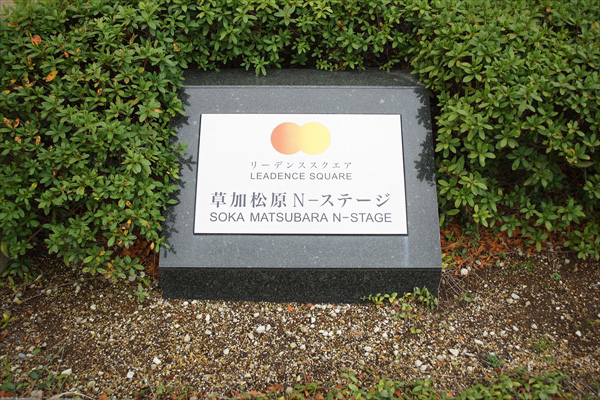 リーデンススクエア
LEADENCE SQUARE
草加松原N-ステージ
SOKA MATSUBARA N-STAGE